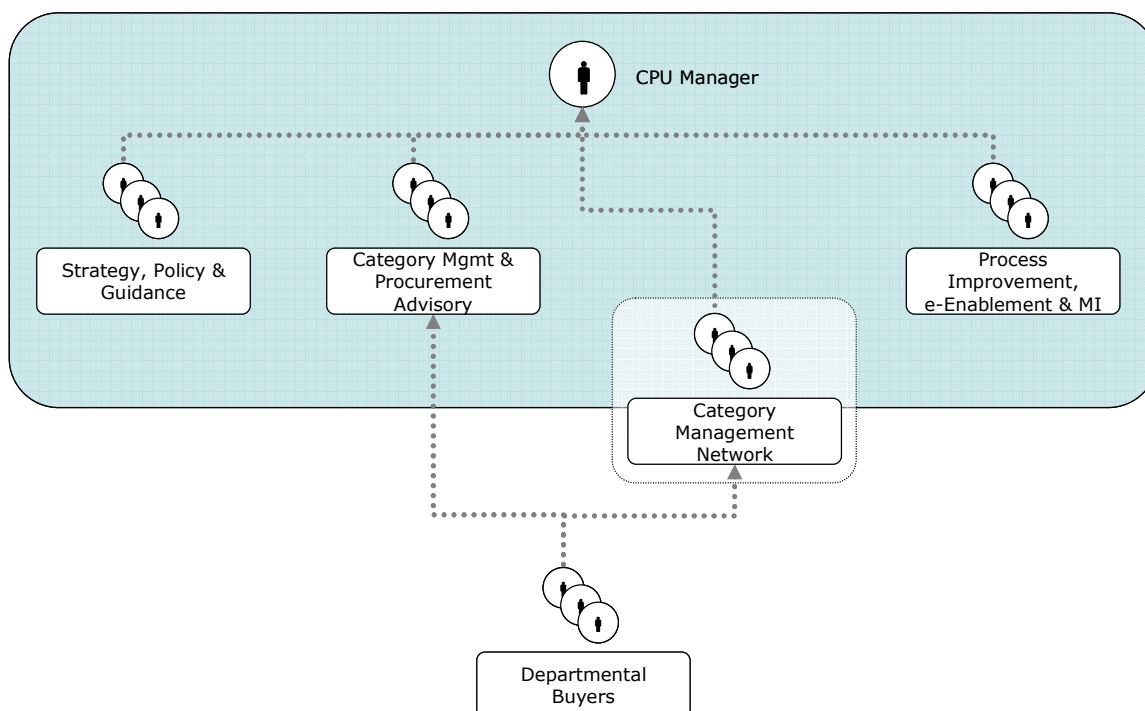 CPU Manager
Strategy, Policy &
Guidance
Category Mgmt &
Procurement
Advisory
Process
Improvement,
e-Enablement & MI
Category
Management
Network
Departmental
Buyers